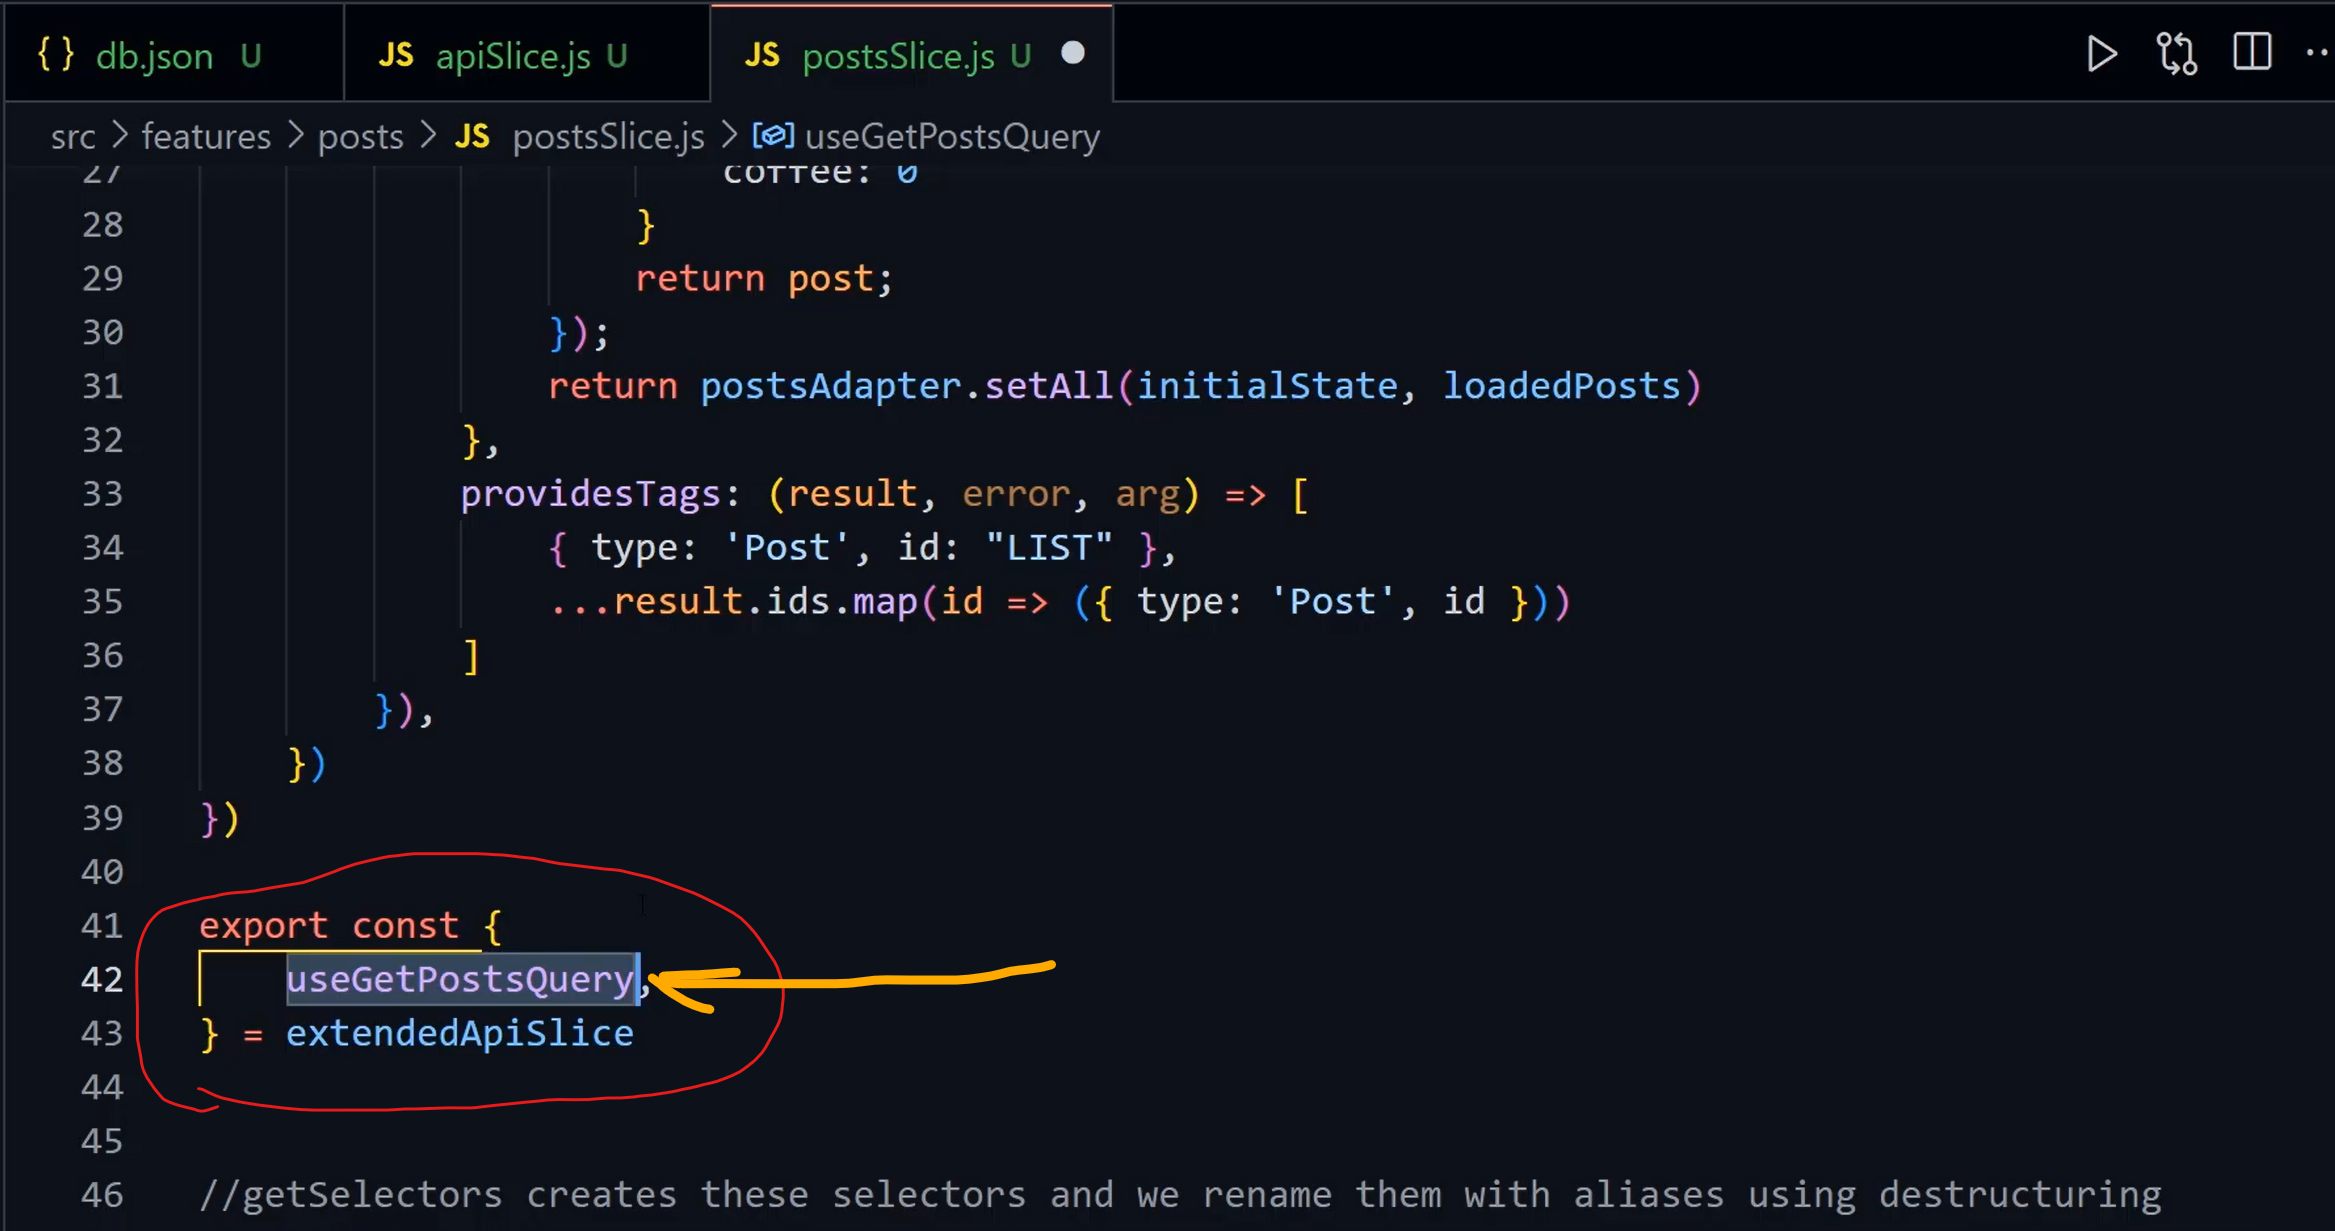 { } db.json U JS apiSlice.js U JS postsSlice.js U
src > features > posts > JS postsSlice.js > useGetPostsQuery
27 coffee: 0
28 }
29 return post;
30 });
31 return postsAdapter.setAll(initialState, loadedPosts)
32 },
33 providesTags: (result, error, arg) => [
34 { type: 'Post', id: "LIST" },
35 ...result.ids.map(id => ({ type: 'Post', id }))
36 ]
37 }),
38 })
39 })
40
41 export const {
42 useGetPostsQuery,
43 } = extendedApiSlice
44
45
46 //getSelectors creates these selectors and we rename them with aliases using destructuring